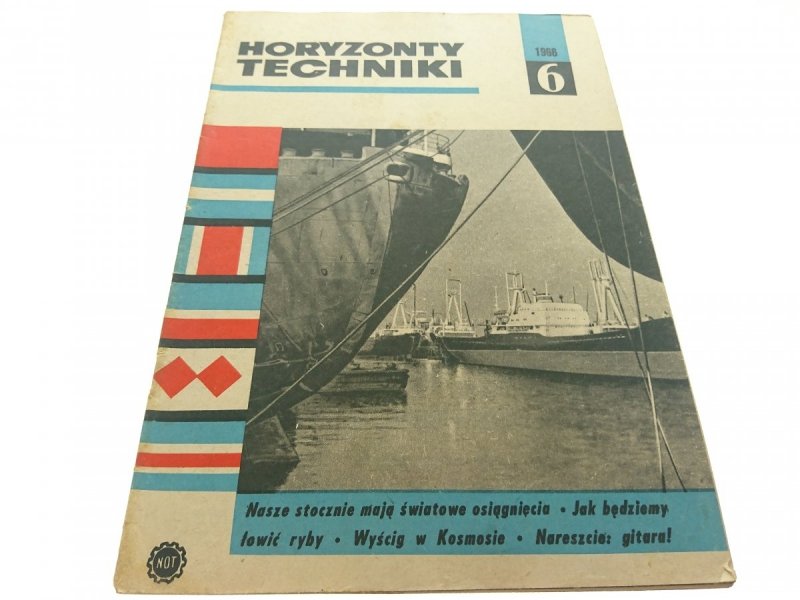 HORYZONTY
TECHNIKI
1966
6
Nasze stocznie mają światowe osiągnięcia • Jak będziemy
łowić ryby • Wyścig w Kosmosie • Nareszcie: gitara!
NOT